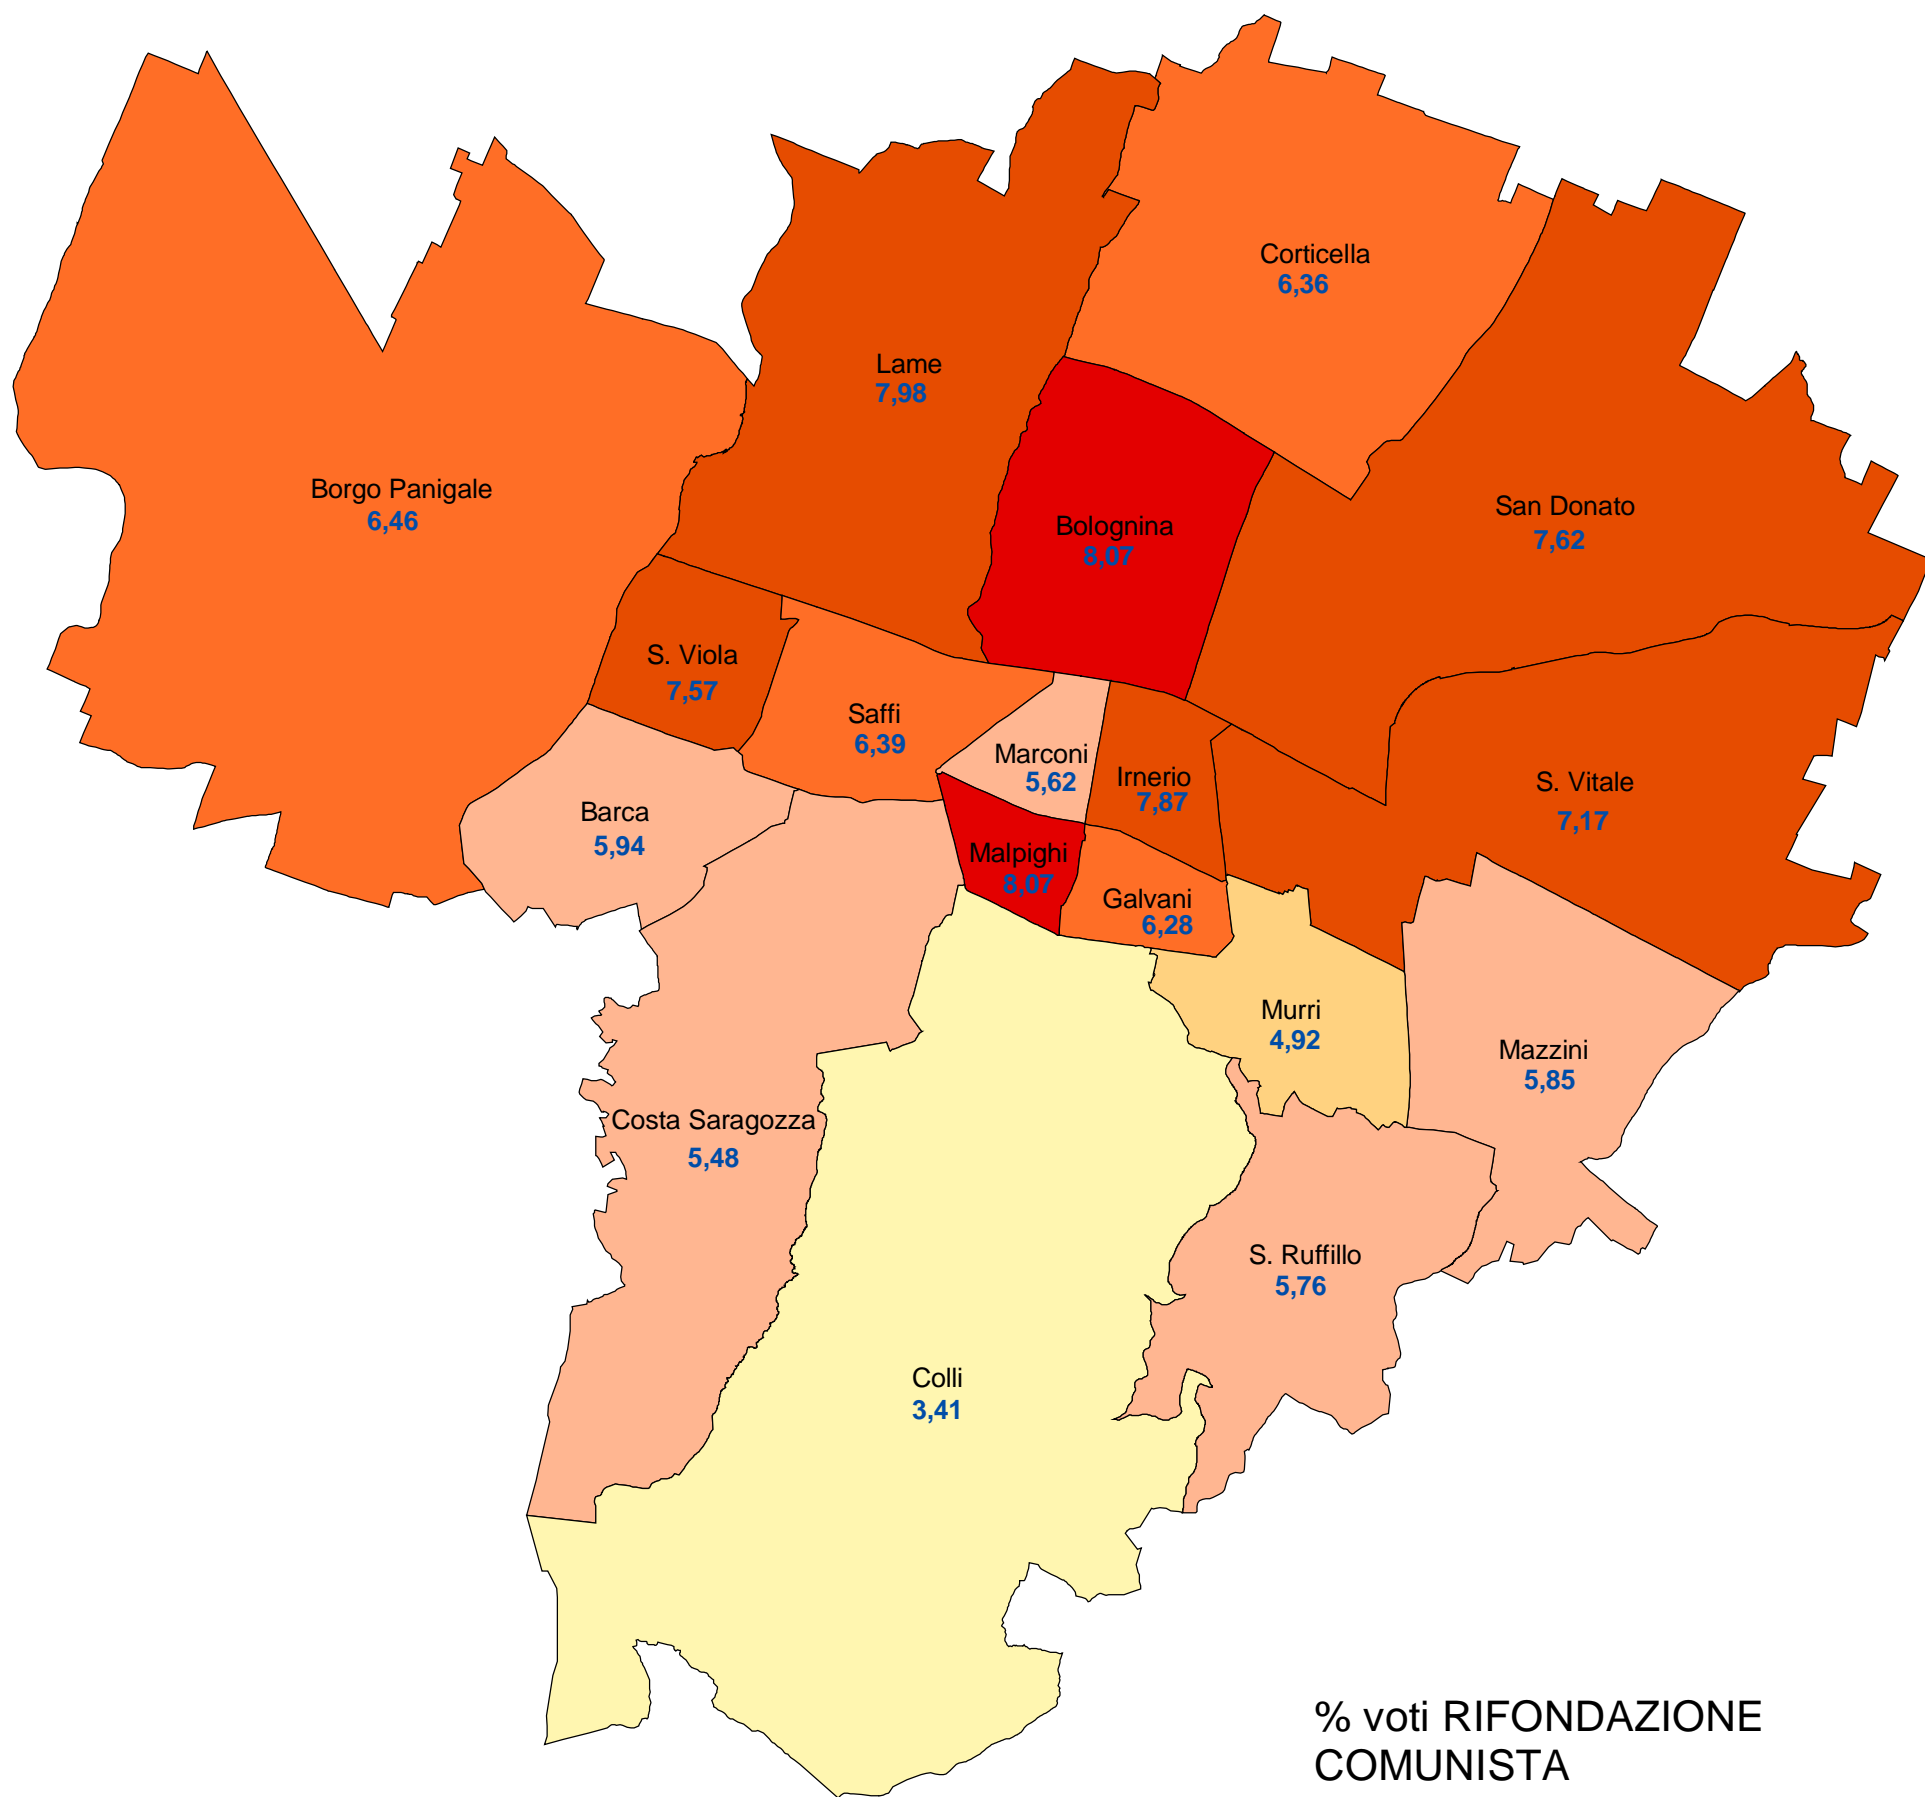 Corticella
6,36
Lame
7,98
Borgo Panigale
6,46
San Donato
7,62
Bolognina
8,07
S. Viola
7,57
Saffi
6,39
Marconi
5,62
Irnerio
7,87
S. Vitale
7,17
Barca
5,94
Malpighi
8,07
Galvani
6,28
Murri
4,92
Mazzini
5,85
Costa Saragozza
5,48
S. Ruffillo
5,76
Colli
3,41
% voti RIFONDAZIONE
COMUNISTA